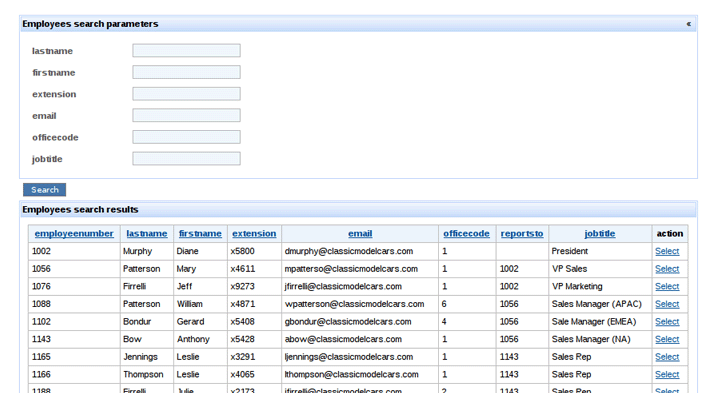 Employees search parameters «
lastname
firstname
extension
email
officecode
jobtitle
Search
Employees search results
employeenumber lastname firstname extension email officecode reportsto jobtitle action
1002 Murphy Diane x5800 dmurphy@classicmodelcars.com 1 President Select
1056 Patterson Mary x4611 mpatterso@classicmodelcars.com 1 1002 VP Sales Select
1076 Firrelli Jeff x9273 jfirrelli@classicmodelcars.com 1 1002 VP Marketing Select
1088 Patterson William x4871 wpatterson@classicmodelcars.com 6 1056 Sales Manager (APAC) Select
1102 Bondur Gerard x5408 gbondur@classicmodelcars.com 4 1056 Sale Manager (EMEA) Select
1143 Bow Anthony x5428 abow@classicmodelcars.com 1 1056 Sales Manager (NA) Select
1165 Jennings Leslie x3291 ljennings@classicmodelcars.com 1 1143 Sales Rep Select
1166 Thompson Leslie x4065 lthompson@classicmodelcars.com 1 1143 Sales Rep Select
1188 Firrelli Julie x2173 jfirrelli@classicmodelcars.com 2 1143 Sales Rep Select